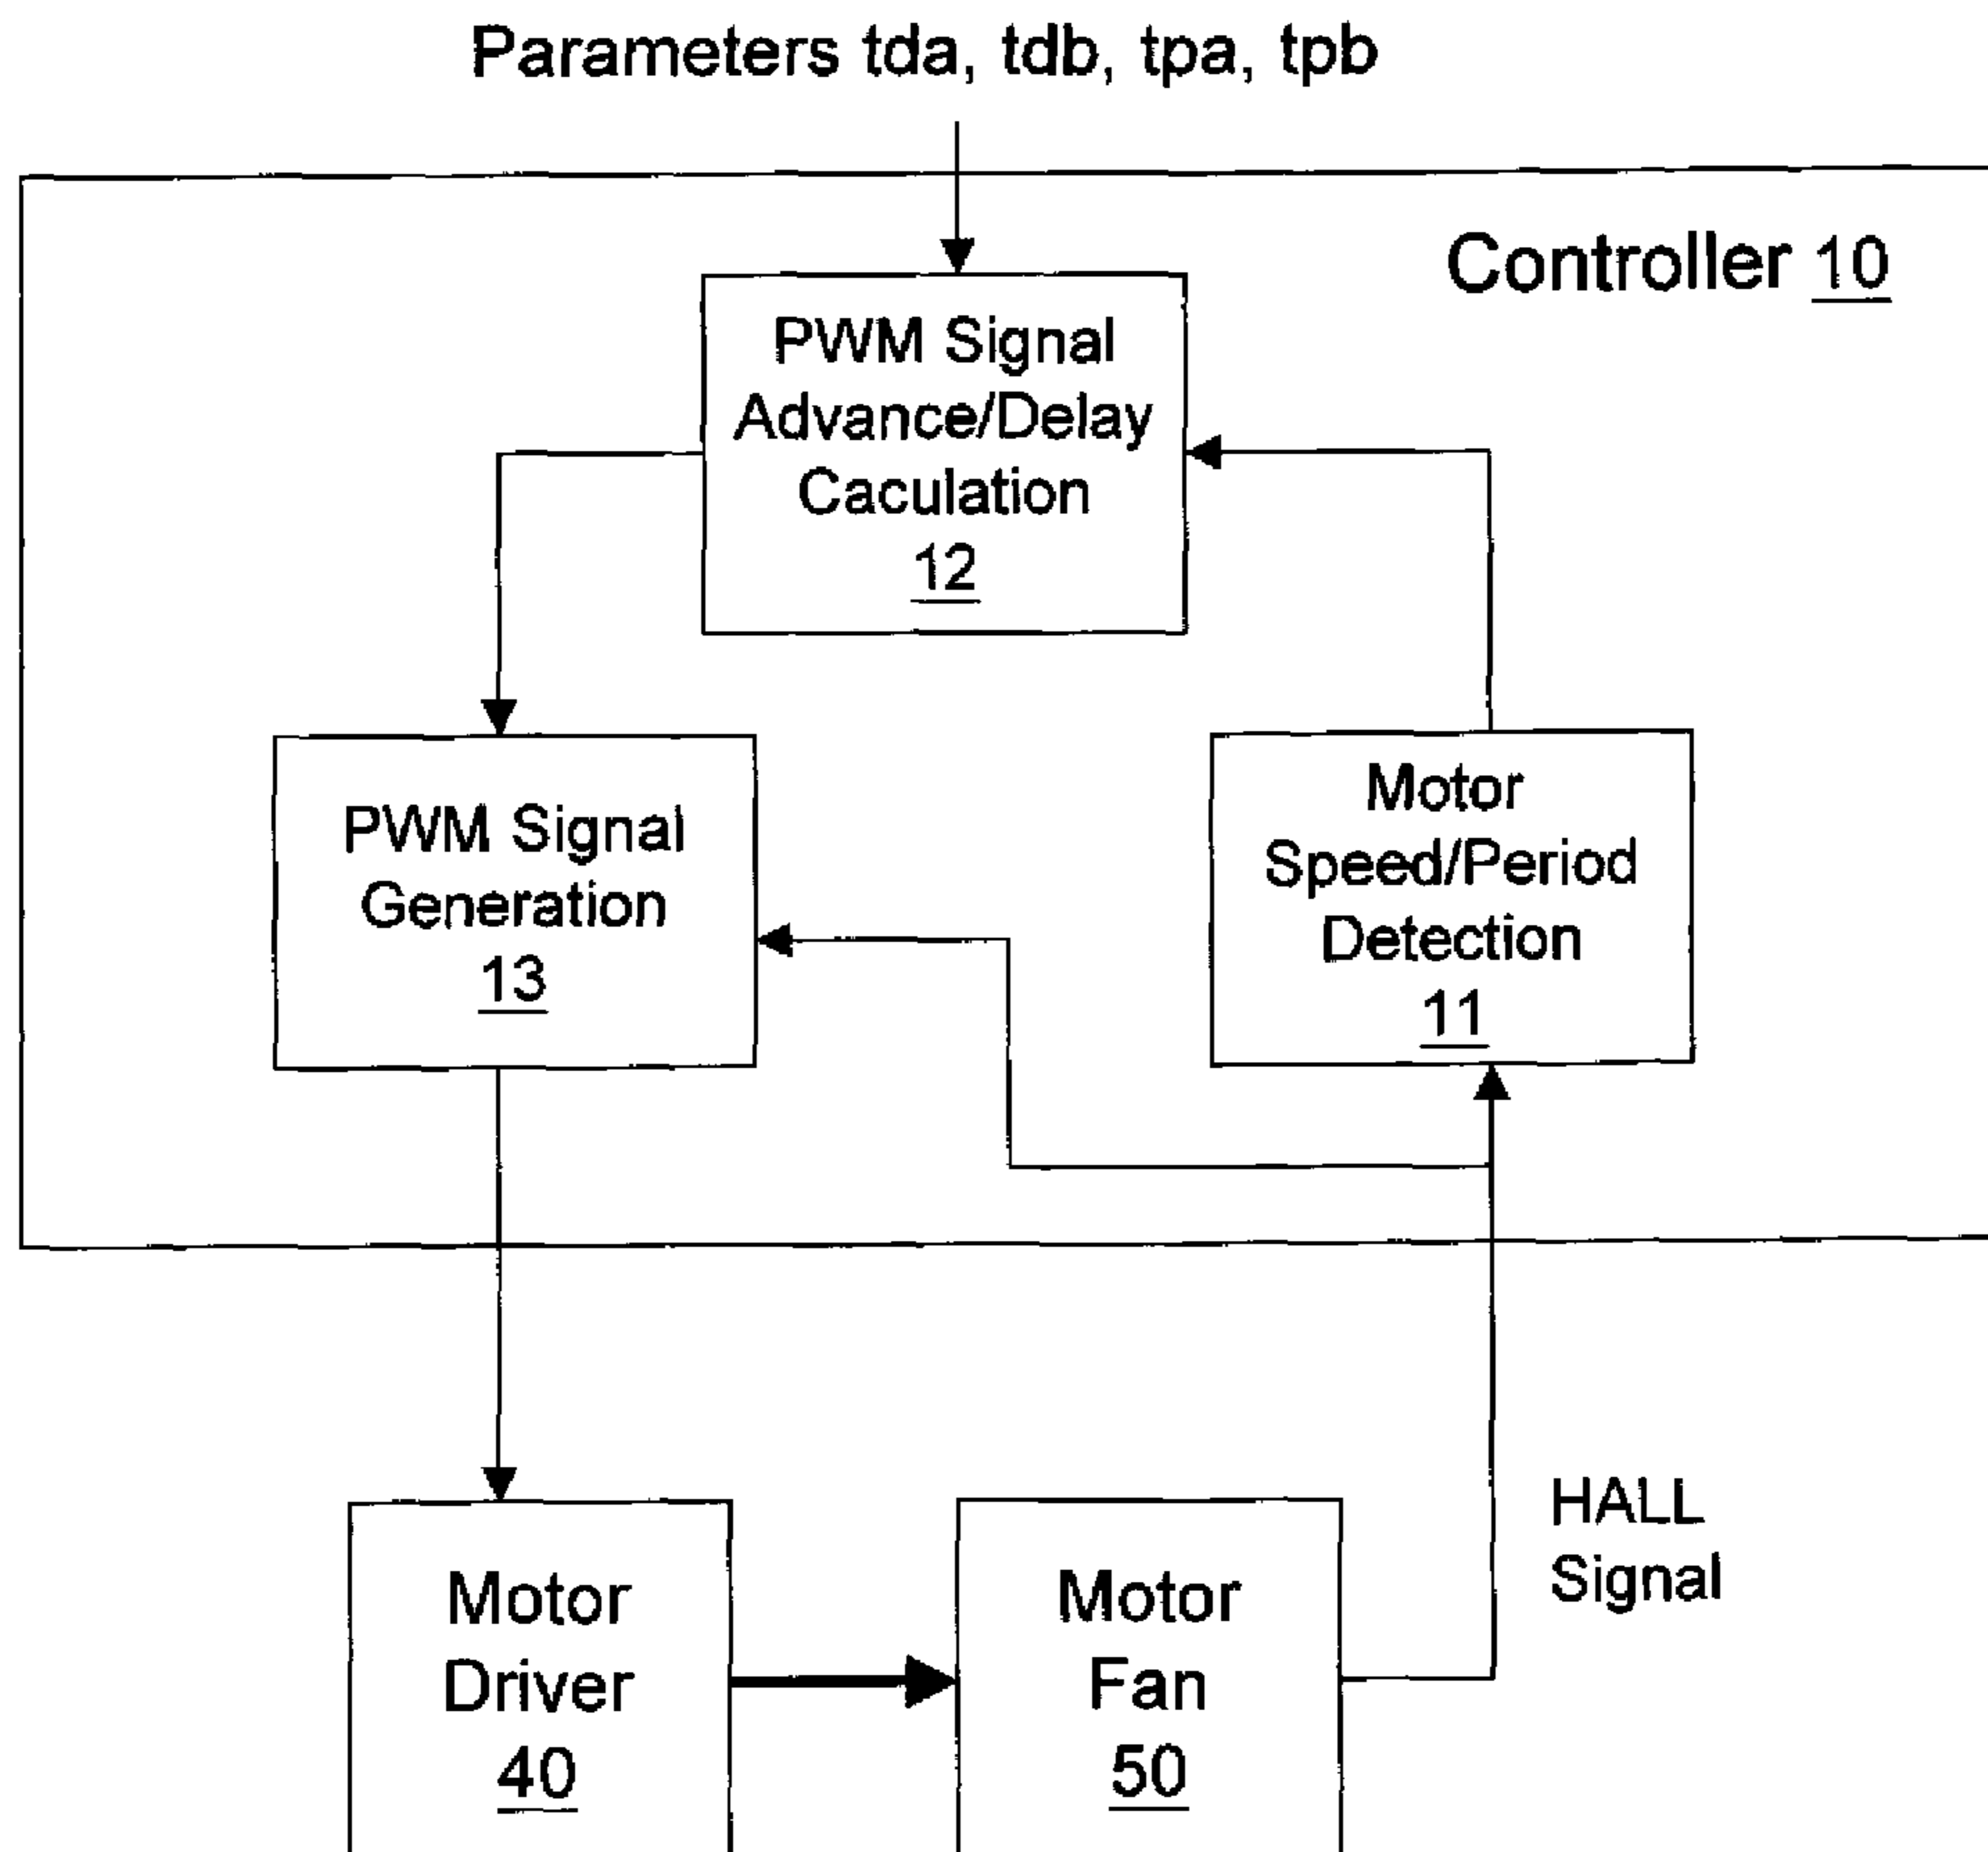 Parameters tda, tdb, tpa, tpb
Controller 10
PWM Signal
Advance/Delay
Caculation
12
PWM Signal
Generation
13
Motor
Speed/Period
Detection
11
HALL
Signal
Motor
Driver
40
Motor
Fan
50